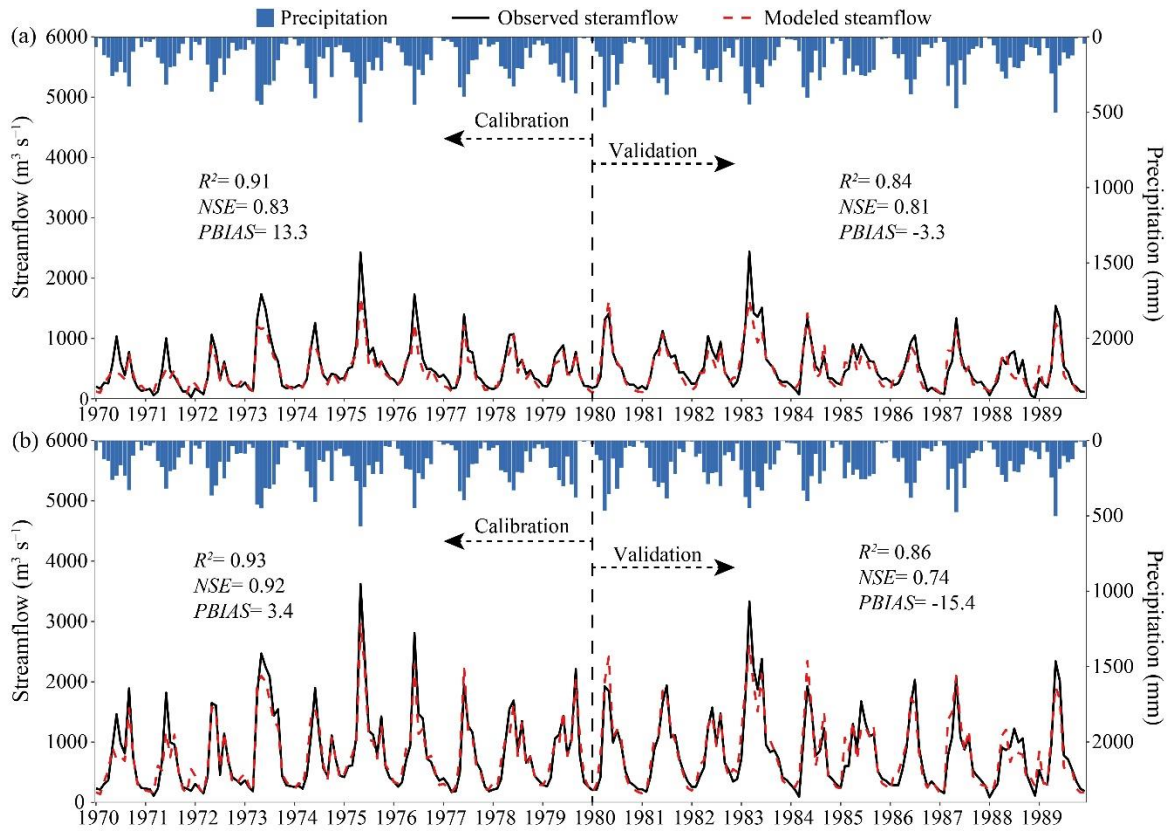 Precipitation Observed steramflow Modeled steamflow
(a)
6000 5000 4000 3000 2000 1000 0
Streamflow (m³ s⁻¹)
0 500 1000 1500 2000
Precipitation (mm)
Calibration
Validation
R²= 0.91
NSE= 0.83
PBIAS= 13.3
R²= 0.84
NSE= 0.81
PBIAS= -3.3
1970 1971 1972 1973 1974 1975 1976 1977 1978 1979 1980 1981 1982 1983 1984 1985 1986 1987 1988 1989
(b)
6000 5000 4000 3000 2000 1000 0
Streamflow (m³ s⁻¹)
0 500 1000 1500 2000
Precipitation (mm)
Calibration
Validation
R²= 0.93
NSE= 0.92
PBIAS= 3.4
R²= 0.86
NSE= 0.74
PBIAS= -15.4
1970 1971 1972 1973 1974 1975 1976 1977 1978 1979 1980 1981 1982 1983 1984 1985 1986 1987 1988 1989